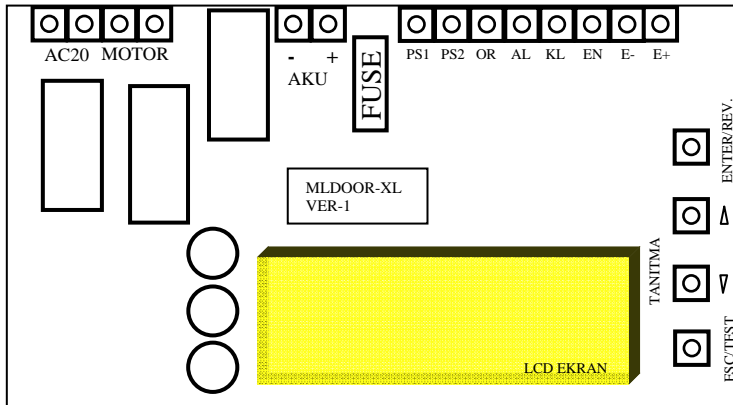 AC20 MOTOR
- +
AKU
FUSE
PS1 PS2 OR AL KL EN E- E+
ENTER/REV.
MLDOOR-XL
VER-1
TANITMA
ESC/TEST
LCD EKRAN